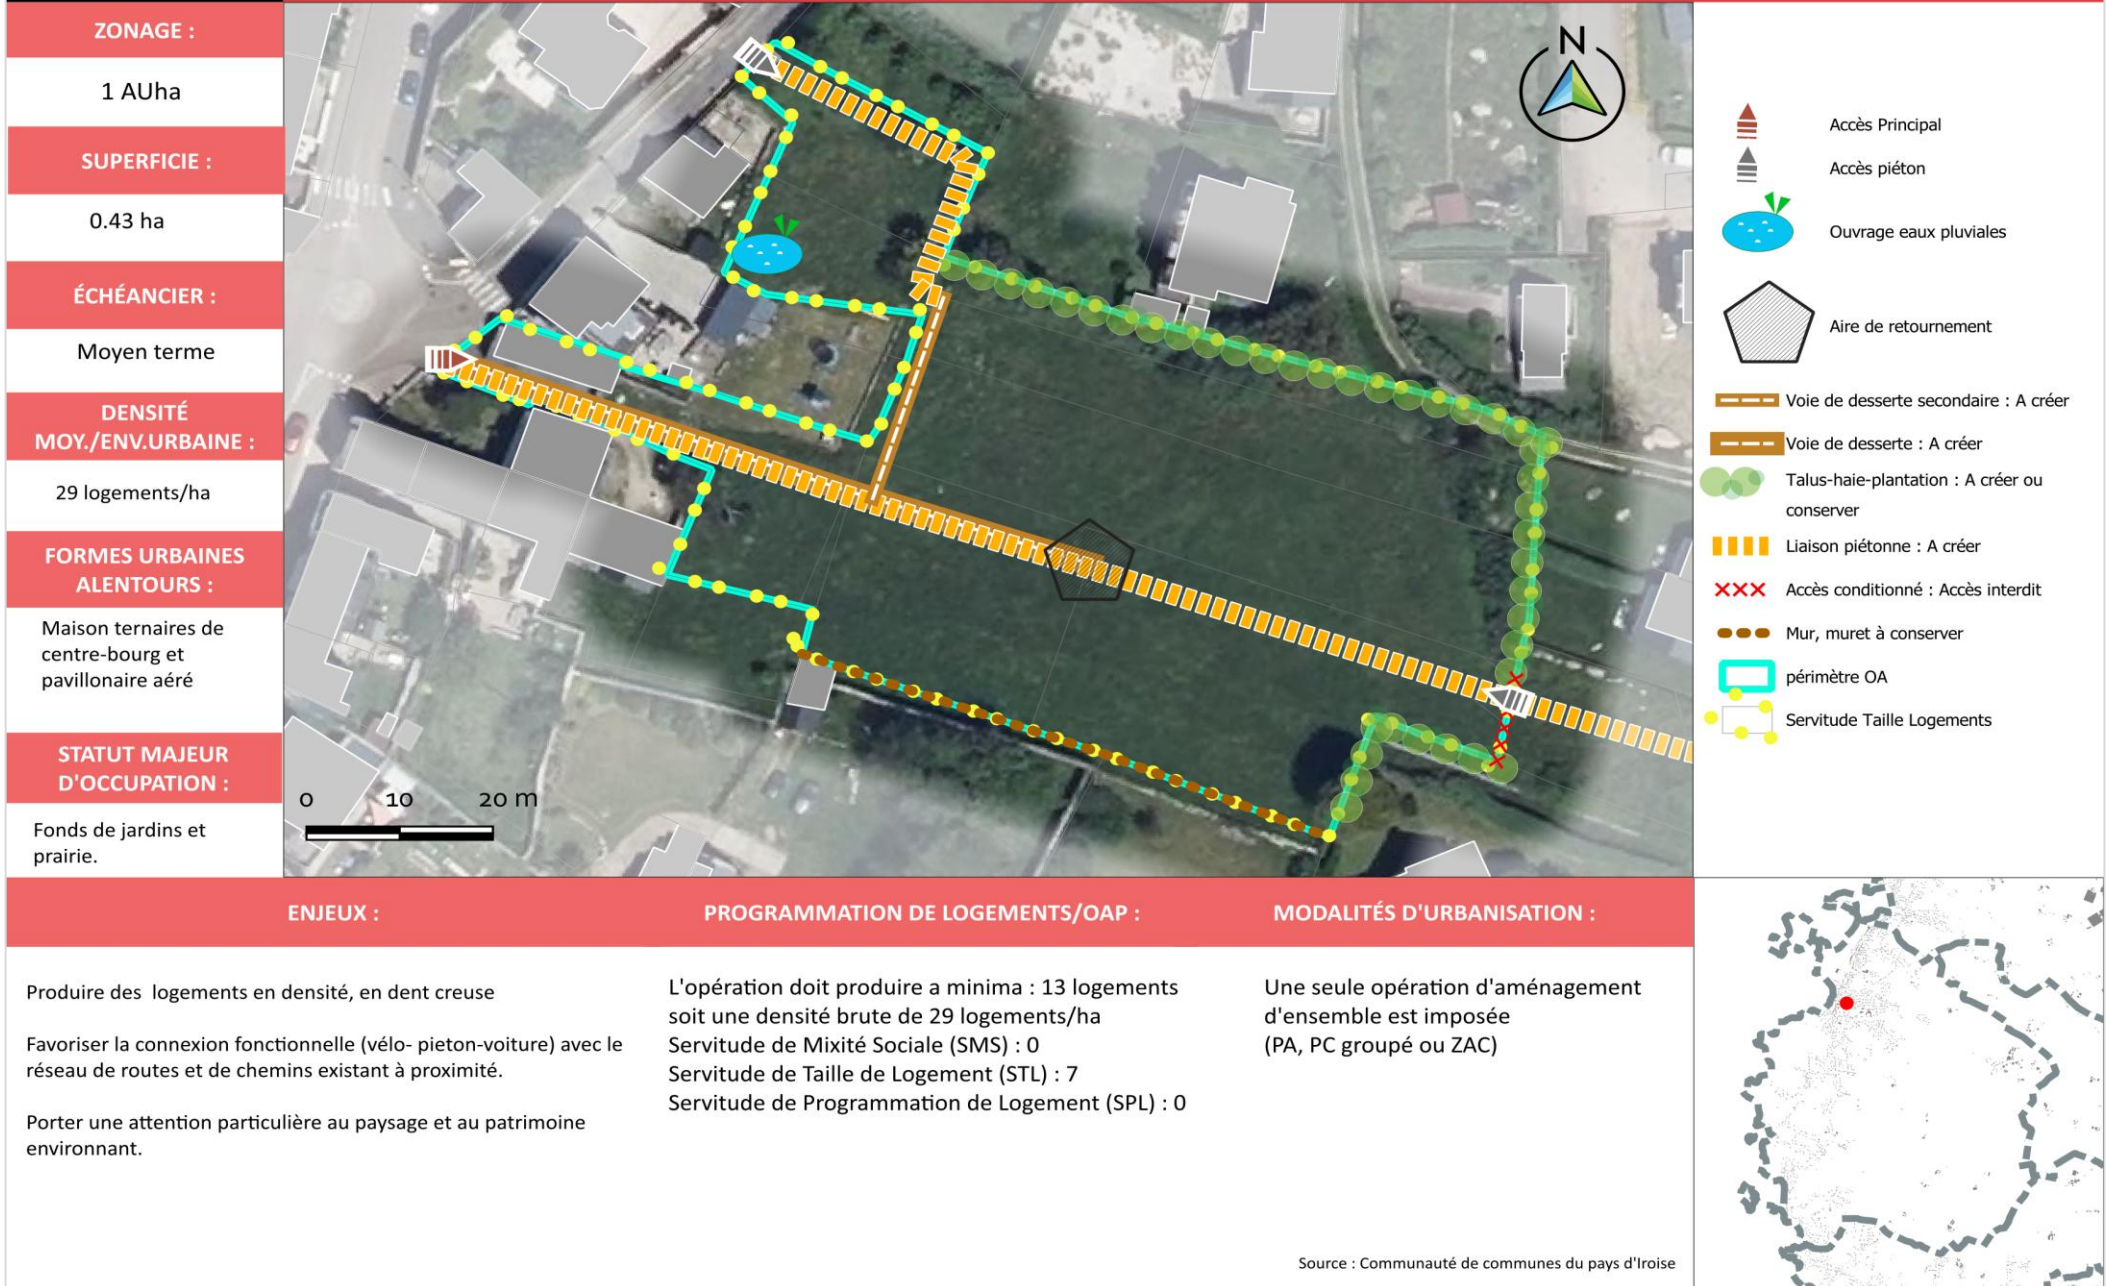 ZONAGE :
1 AUha
SUPERFICIE :
0.43 ha
ÉCHÉANCIER :
Moyen terme
DENSITÉ
MOY./ENV.URBAINE :
29 logements/ha
FORMES URBAINES
ALENTOURS :
Maison ternaires de
centre-bourg et
pavillonaire aéré
STATUT MAJEUR
D'OCCUPATION :
Fonds de jardins et
prairie.
N
0 10 20 m
Accès Principal
Accès piéton
Ouvrage eaux pluviales
Aire de retournement
Voie de desserte secondaire : A créer
Voie de desserte : A créer
Talus-haie-plantation : A créer ou
conserver
Liaison piétonne : A créer
Accès conditionné : Accès interdit
Mur, muret à conserver
périmètre OA
Servitude Taille Logements
ENJEUX :
Produire des logements en densité, en dent creuse
Favoriser la connexion fonctionnelle (vélo- pieton-voiture) avec le
réseau de routes et de chemins existant à proximité.
Porter une attention particulière au paysage et au patrimoine
environnant.
PROGRAMMATION DE LOGEMENTS/OAP :
L'opération doit produire a minima : 13 logements
soit une densité brute de 29 logements/ha
Servitude de Mixité Sociale (SMS) : 0
Servitude de Taille de Logement (STL) : 7
Servitude de Programmation de Logement (SPL) : 0
MODALITÉS D'URBANISATION :
Une seule opération d'aménagement
d'ensemble est imposée
(PA, PC groupé ou ZAC)
Source : Communauté de communes du pays d'Iroise